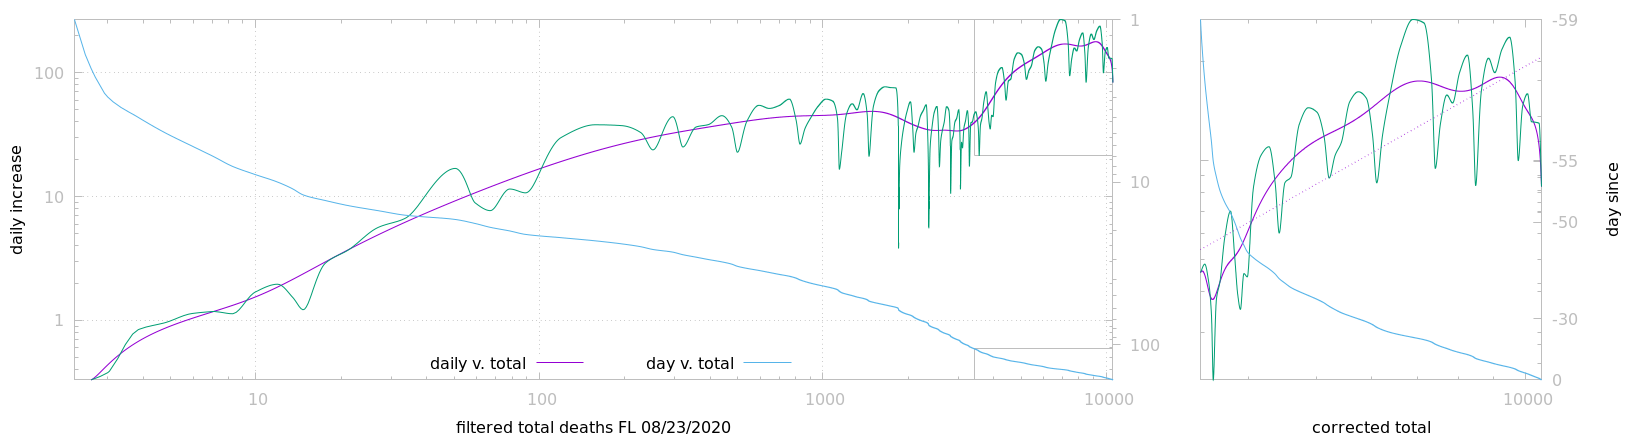 daily increase
100
10
1
daily v. total
day v. total
10
100
1000
10000
filtered total deaths FL 08/23/2020
1
10
100
-59
-55
-50
-30
0
day since
10000
corrected total